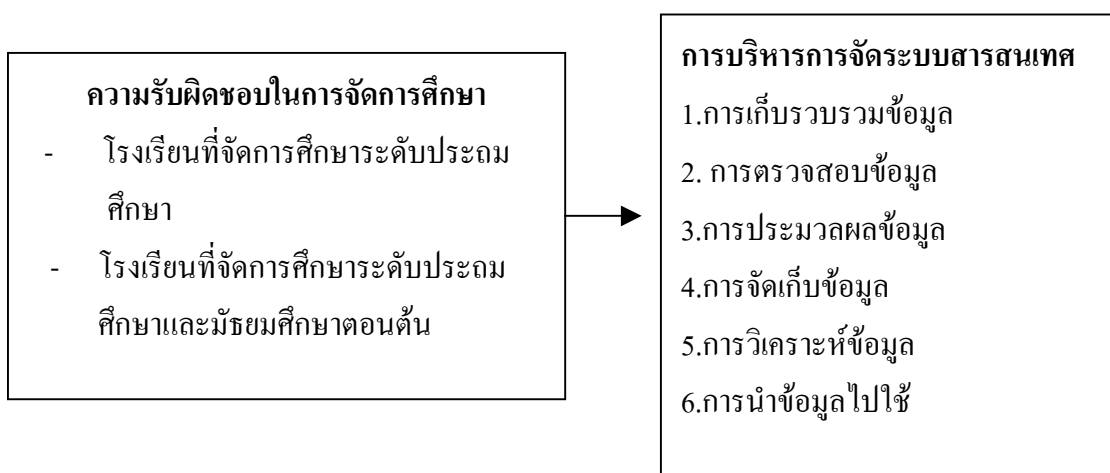 ความรับผิดชอบในการจัดการศึกษา
- โรงเรียนที่จัดการศึกษาระดับประถม
ศึกษา
- โรงเรียนที่จัดการศึกษาระดับประถม
ศึกษาและมัธยมศึกษาตอนต้น
การบริหารการจัดระบบสารสนเทศ
1.การเก็บรวบรวมข้อมูล
2. การตรวจสอบข้อมูล
3.การประมวลผลข้อมูล
4.การจัดเก็บข้อมูล
5.การวิเคราะห์ข้อมูล
6.การนำข้อมูลไปใช้